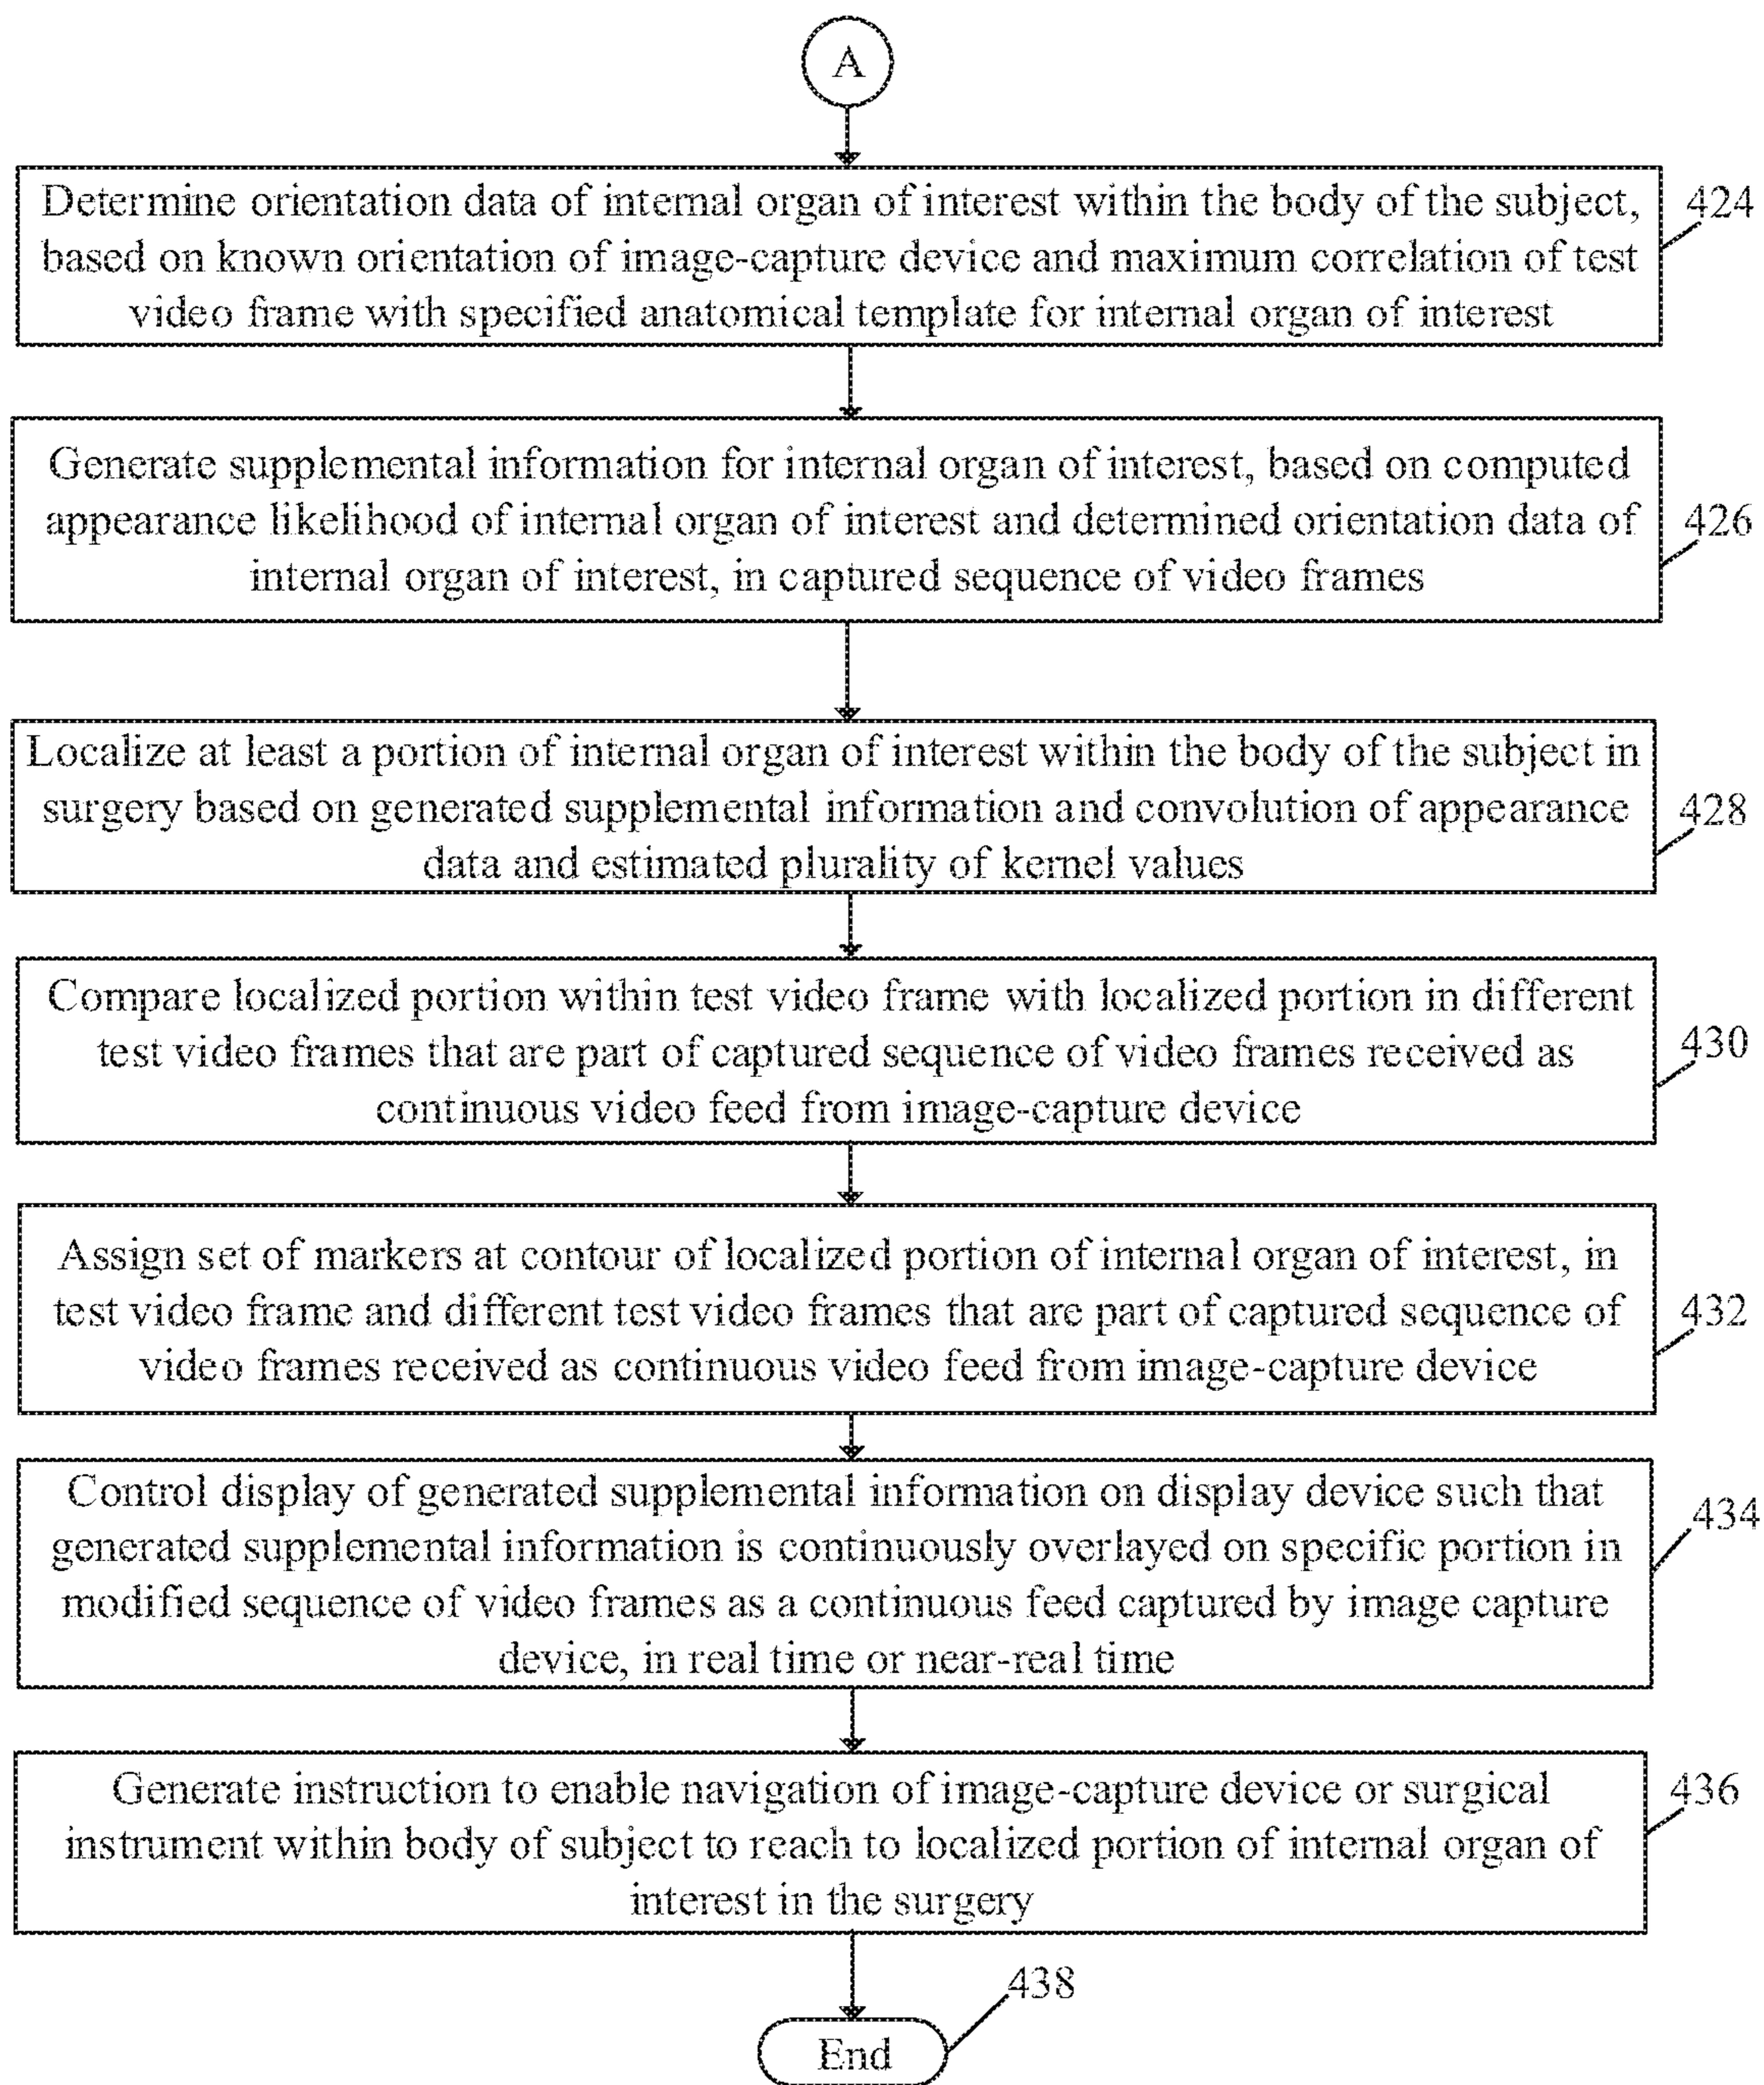 A
Determine orientation data of internal organ of interest within the body of the subject,
based on known orientation of image-capture device and maximum correlation of test
video frame with specified anatomical template for internal organ of interest
424
Generate supplemental information for internal organ of interest, based on computed
appearance likelihood of internal organ of interest and determined orientation data of
internal organ of interest, in captured sequence of video frames
426
Localize at least a portion of internal organ of interest within the body of the subject in
surgery based on generated supplemental information and convolution of appearance
data and estimated plurality of kernel values
428
Compare localized portion within test video frame with localized portion in different
test video frames that are part of captured sequence of video frames received as
continuous video feed from image-capture device
430
Assign set of markers at contour of localized portion of internal organ of interest, in
test video frame and different test video frames that are part of captured sequence of
video frames received as continuous video feed from image-capture device
432
Control display of generated supplemental information on display device such that
generated supplemental information is continuously overlayed on specific portion in
modified sequence of video frames as a continuous feed captured by image capture
device, in real time or near-real time
434
Generate instruction to enable navigation of image-capture device or surgical
instrument within body of subject to reach to localized portion of internal organ of
interest in the surgery
436
438
End